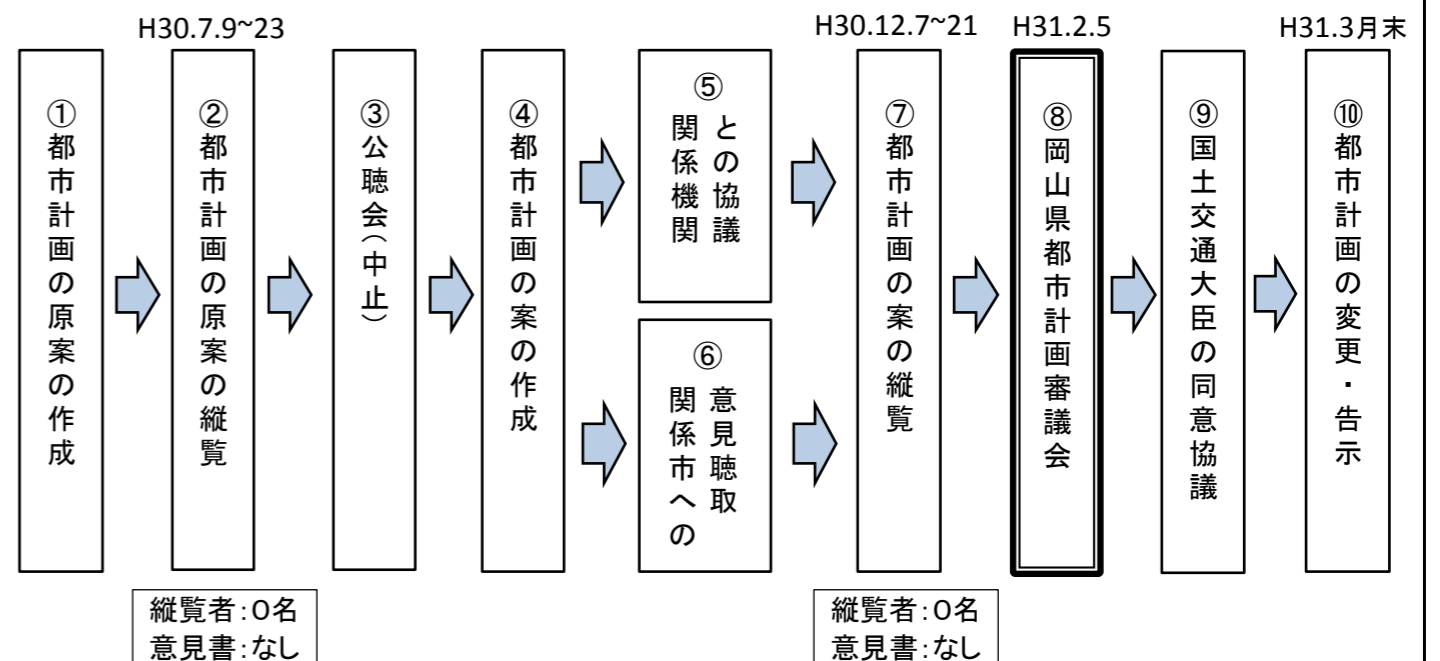 H30.7.9~23
H30.12.7~21
H31.2.5
H31.3月末
①都市計画の原案の作成
②都市計画の原案の縦覧
③公聴会(中止)
④都市計画の案の作成
⑤
関係機関
との協議
⑥
関係市への
意見聴取
⑦都市計画の案の縦覧
⑧岡山県都市計画審議会
⑨国土交通大臣の同意協議
⑩都市計画の変更・告示
縦覧者:0名
意見書:なし
縦覧者:0名
意見書:なし